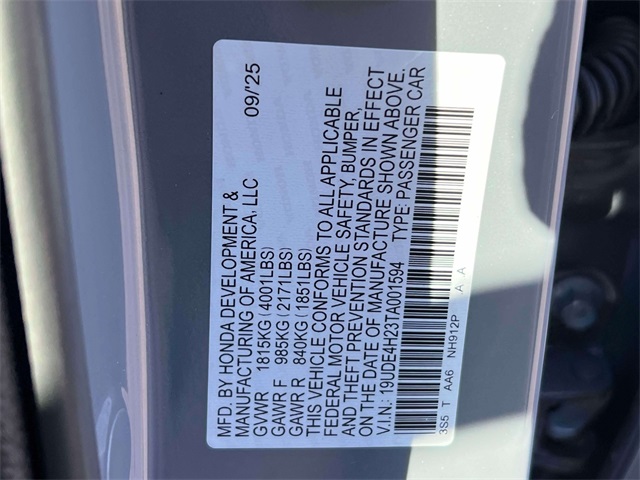 MFD. BY HONDA DEVELOPMENT &
MANUFACTURING OF AMERICA, LLC 09/'25
GVWR 1815KG (4001LBS)
GAWR F 985KG (2171LBS)
GAWR R 840KG (1851LBS)
THIS VEHICLE CONFORMS TO ALL APPLICABLE
FEDERAL MOTOR VEHICLE SAFETY, BUMPER,
AND THEFT PREVENTION STANDARDS IN EFFECT
ON THE DATE OF MANUFACTURE SHOWN ABOVE.
V.I.N.: 19UDE4H23TA001594 TYPE: PASSENGER CAR
3S5 T AA6 NH912P A .A